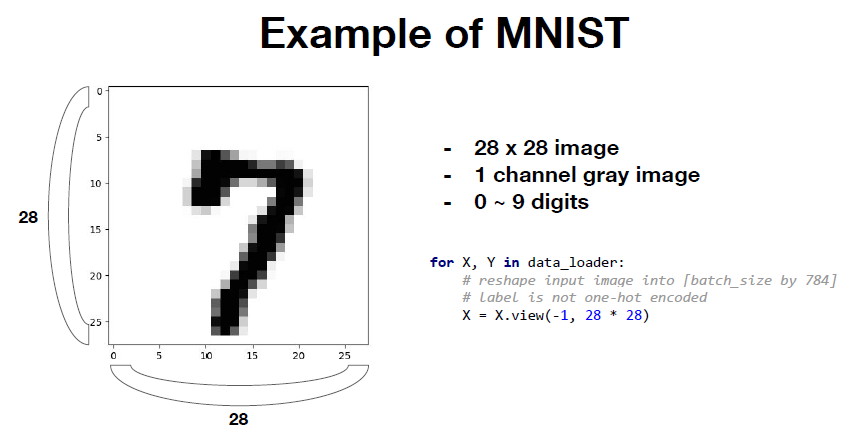 Example of MNIST
28
0
5
10
15
20
25
0
5
10
15
20
25
28
- 28 x 28 image
- 1 channel gray image
- 0 ~ 9 digits
for X, Y in data_loader:
# reshape input image into [batch_size by 784]
# label is not one-hot encoded
X = X.view(-1, 28 * 28)